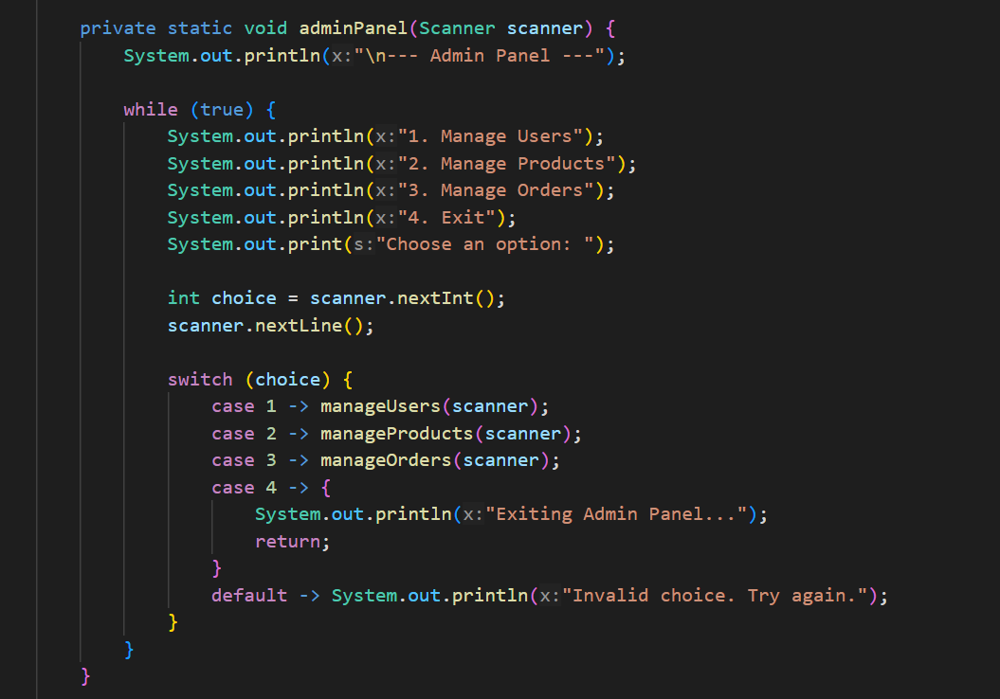 private static void adminPanel(Scanner scanner) {
System.out.println(x:"\n--- Admin Panel ---");
while (true) {
System.out.println(x:"1. Manage Users");
System.out.println(x:"2. Manage Products");
System.out.println(x:"3. Manage Orders");
System.out.println(x:"4. Exit");
System.out.print(s:"Choose an option: ");
int choice = scanner.nextInt();
scanner.nextLine();
switch (choice) {
case 1 -> manageUsers(scanner);
case 2 -> manageProducts(scanner);
case 3 -> manageOrders(scanner);
case 4 -> {
System.out.println(x:"Exiting Admin Panel...");
return;
}
default -> System.out.println(x:"Invalid choice. Try again.");
}
}
}